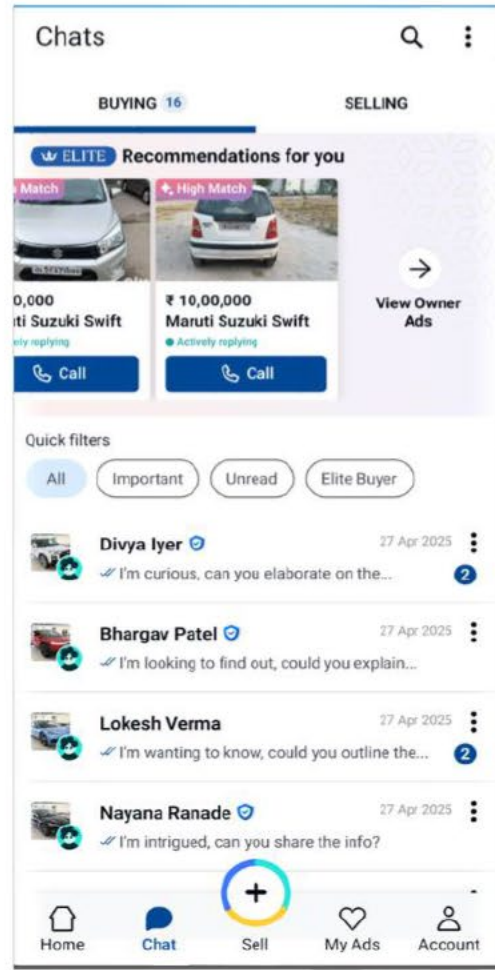 Chats
BUYING 16 SELLING
ELITE Recommendations for you
Match
High Match
0,000
₹ 10,00,000
View Owner Ads
ti Suzuki Swift
Maruti Suzuki Swift
ely replying
Actively replying
Call
Call
Quick filters
All Important Unread Elite Buyer
Divya Iyer 27 Apr 2025
I'm curious, can you elaborate on the... 2
Bhargav Patel 27 Apr 2025
I'm looking to find out, could you explain...
Lokesh Verma 27 Apr 2025
I'm wanting to know, could you outline the... 2
Nayana Ranade 27 Apr 2025
I'm intrigued, can you share the info?
Home Chat Sell My Ads Account